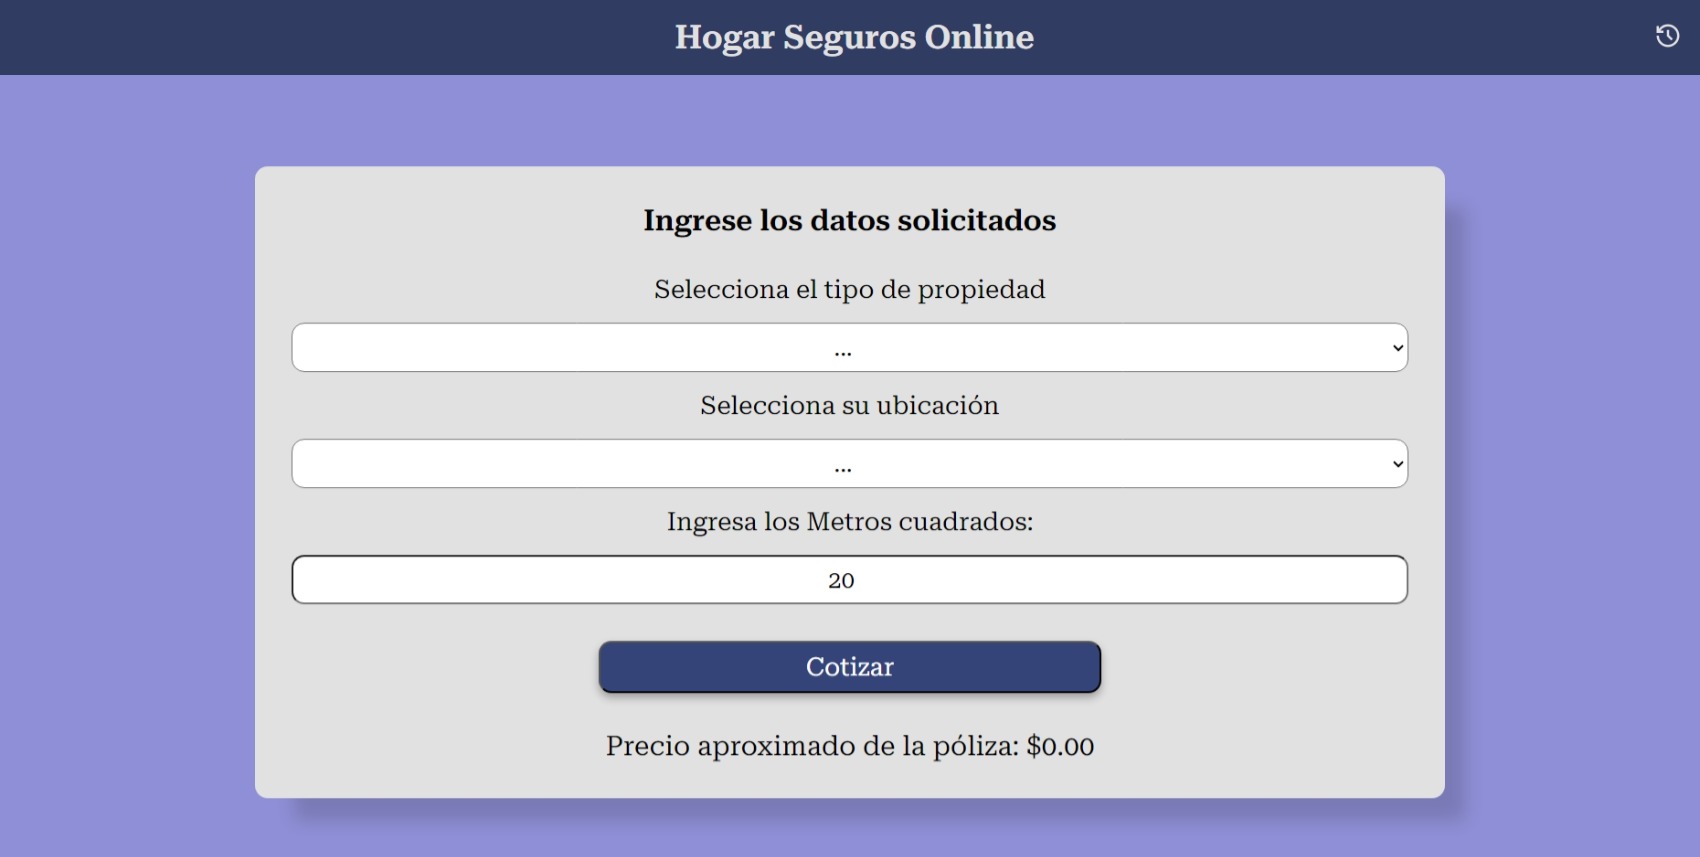 Hogar Seguros Online
Ingrese los datos solicitados
Selecciona el tipo de propiedad
...
Selecciona su ubicación
...
Ingresa los Metros cuadrados:
20
Cotizar
Precio aproximado de la póliza: $0.00